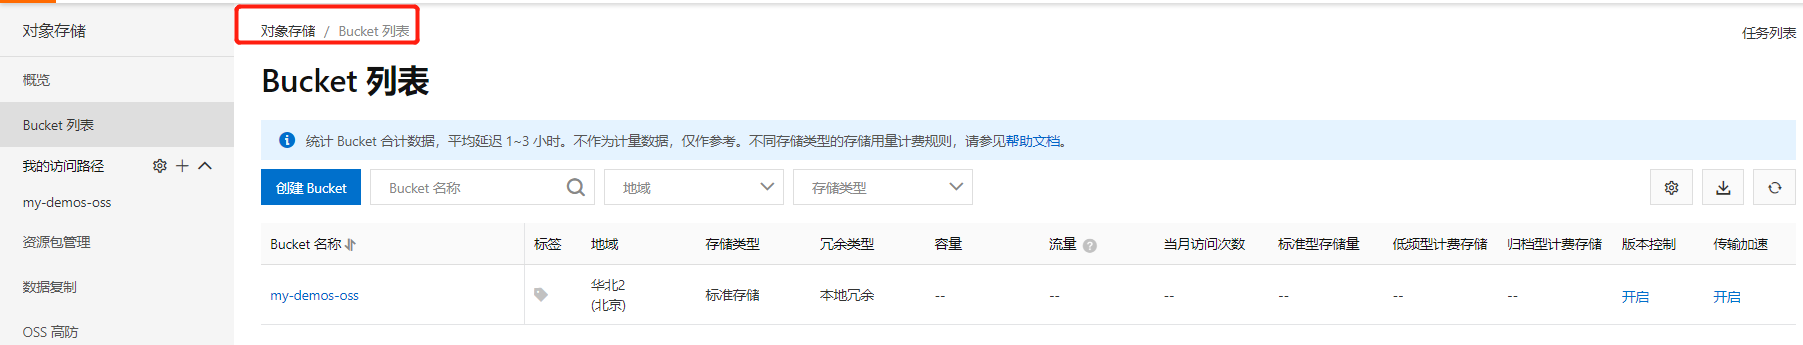 对象存储
概览
Bucket 列表
我的访问路径
my-demos-oss
资源包管理
数据复制
OSS 高防
对象存储 / Bucket 列表
任务列表
Bucket 列表
统计 Bucket 合计数据，平均延迟 1~3 小时。不作为计量数据，仅作参考。不同存储类型的存储用量计费规则，请参见帮助文档。
创建 Bucket Bucket 名称 地域 存储类型
Bucket 名称 标签 地域 存储类型 冗余类型 容量 流量 ? 当月访问次数 标准型存储量 低频型计费存储 归档型计费存储 版本控制 传输加速
my-demos-oss 华北2 标准存储 本地冗余 -- -- -- -- -- -- 开启 开启
(北京)